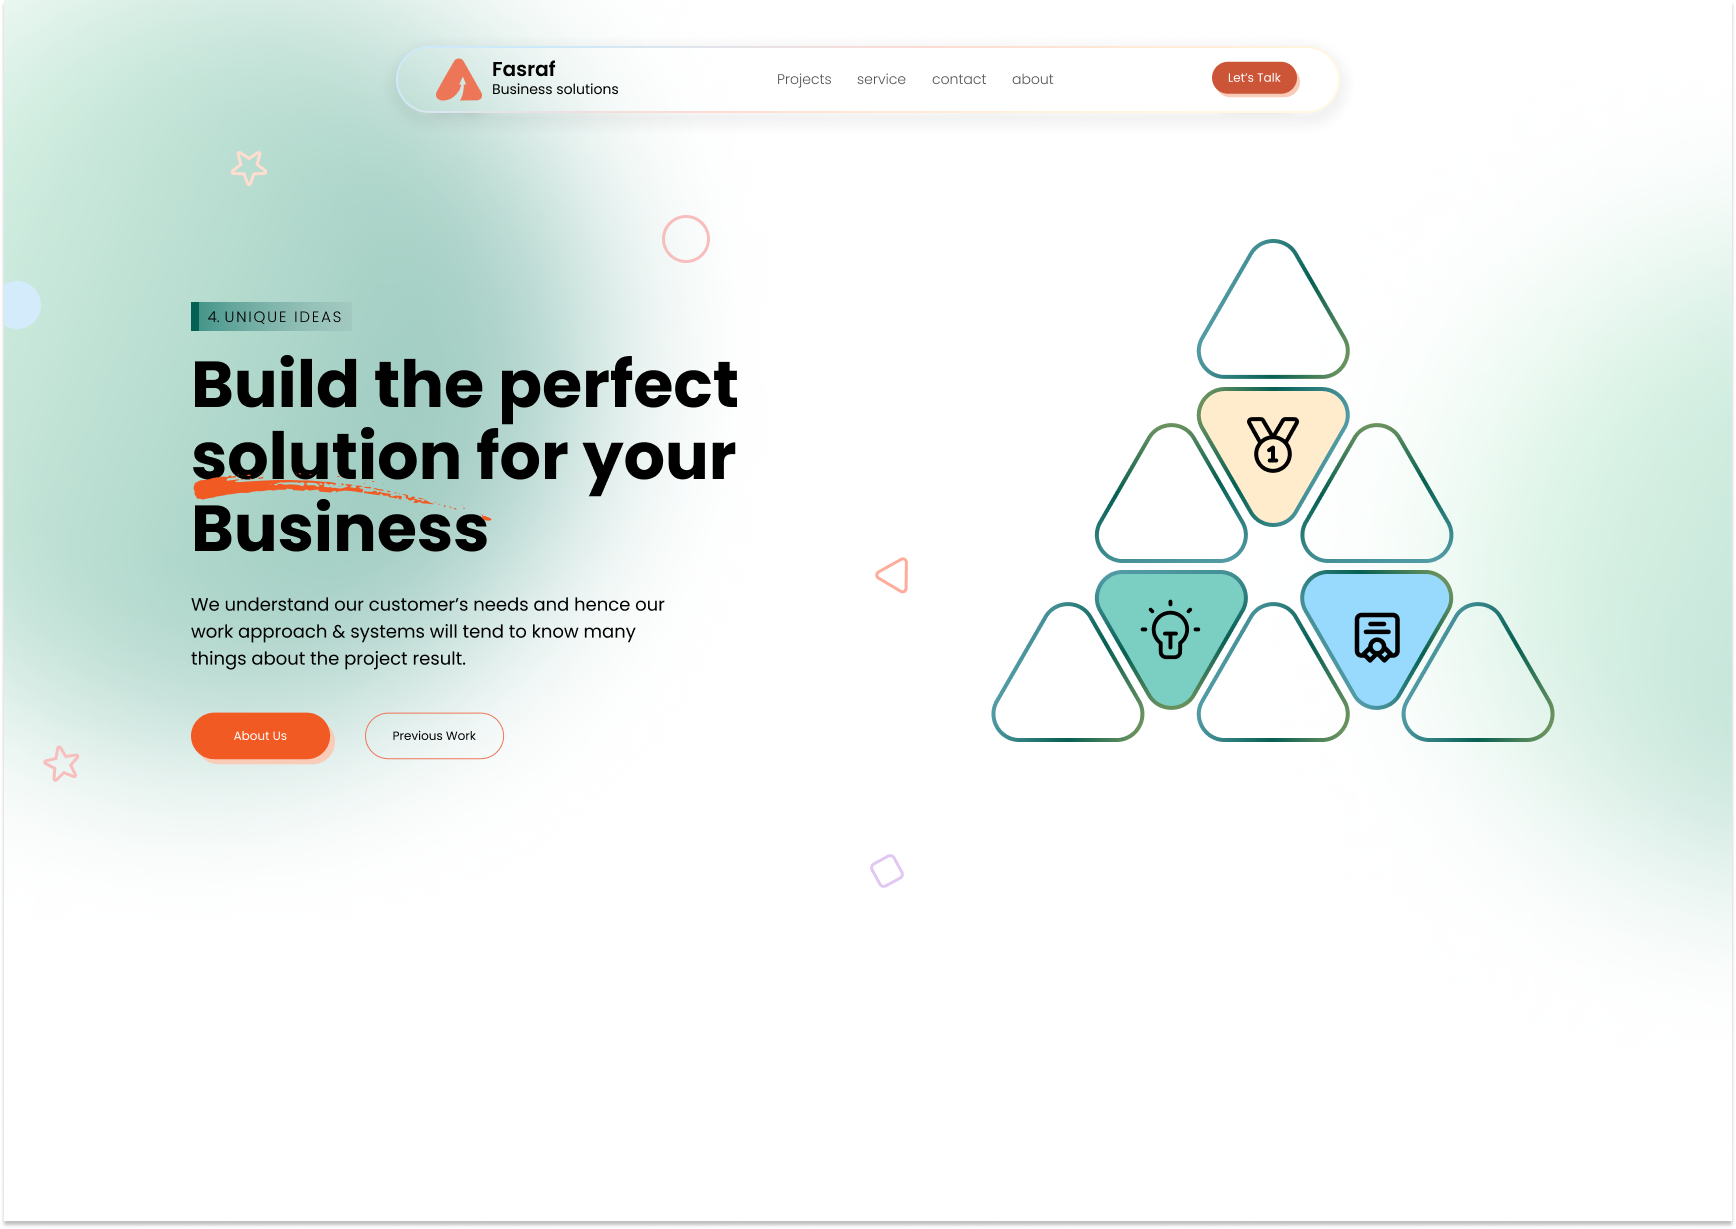 Fasraf
Business solutions
Projects service contact about
Let's Talk
4. UNIQUE IDEAS
Build the perfect
solution for your
Business
We understand our customer's needs and hence our
work approach & systems will tend to know many
things about the project result.
About Us
Previous Work
1
T